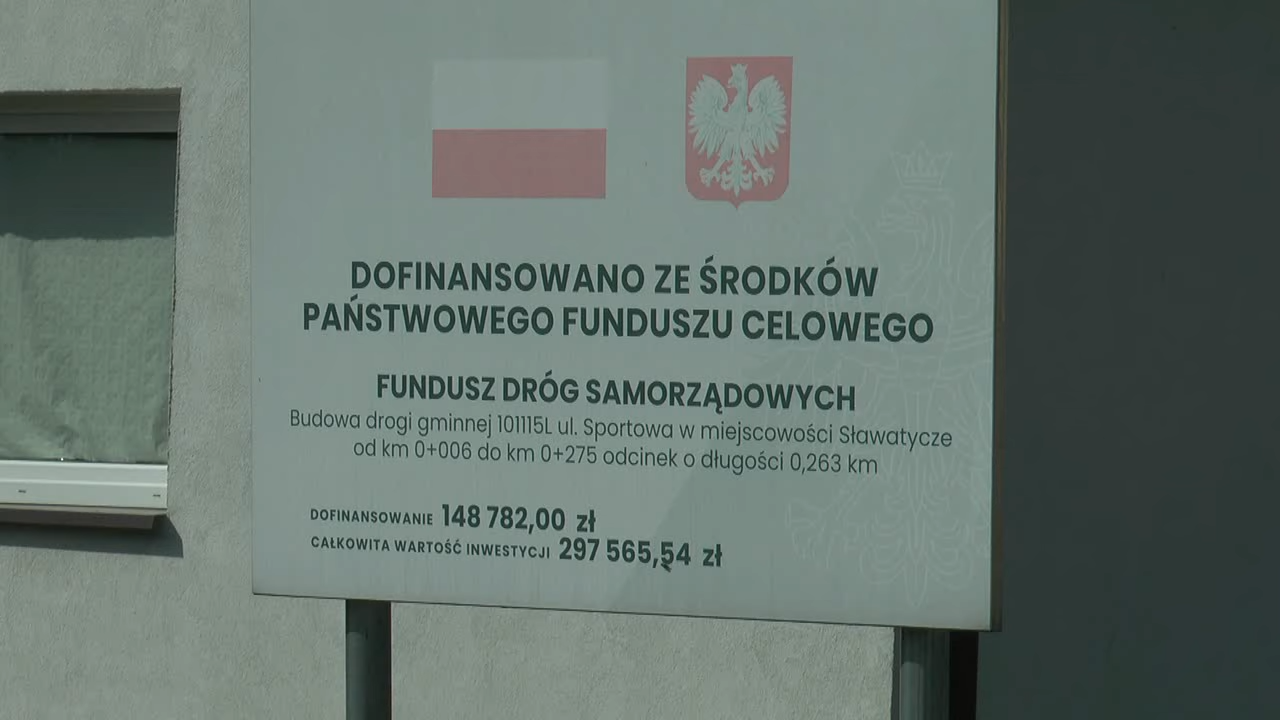 DOFINANSOWANO ZE ŚRODKÓW
PAŃSTWOWEGO FUNDUSZU CELOWEGO
FUNDUSZ DRÓG SAMORZĄDOWYCH
Budowa drogi gminnej 101115L ul. Sportowa w miejscowości Sławatycze
od km 0+006 do km 0+275 odcinek o długości 0,263 km
DOFINANSOWANIE 148 782,00 zł
CAŁKOWITA WARTOŚĆ INWESTYCJI 297 565,54 zł